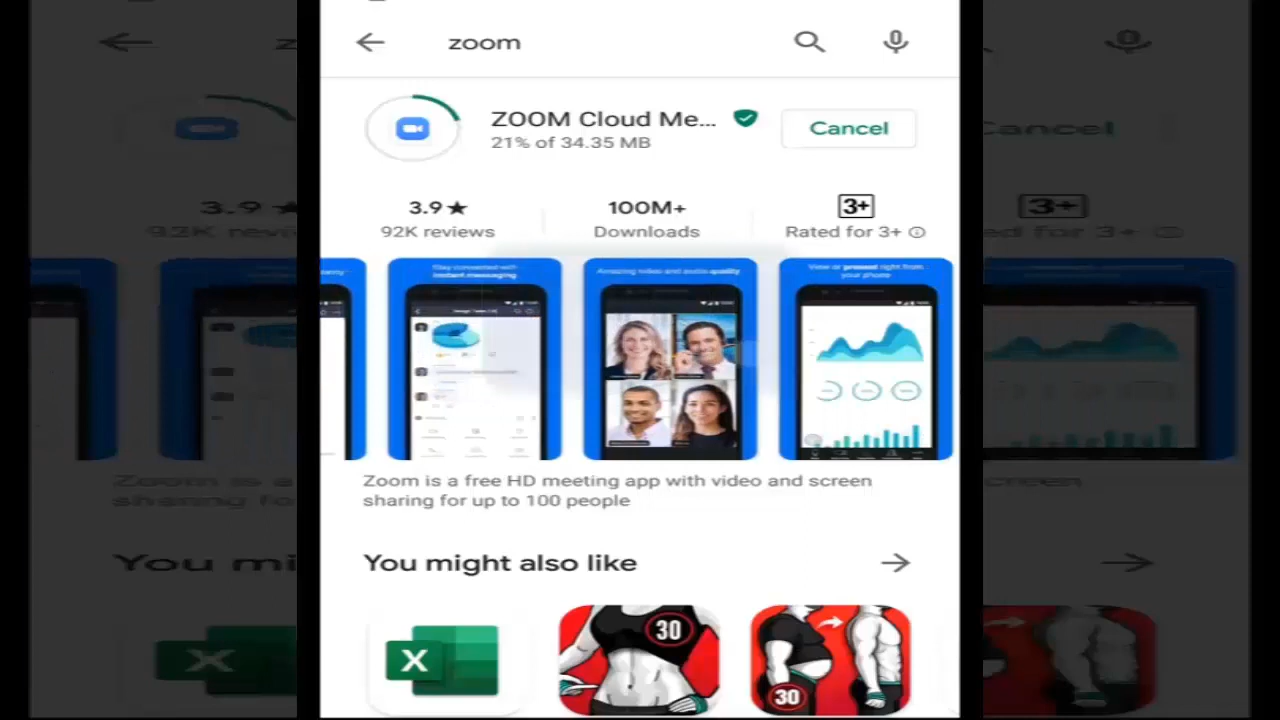 zoom
ZOOM Cloud Me...
21% of 34.35 MB
Cancel
3.9★
92K reviews
100M+
Downloads
3+
Rated for 3+
Stay connected with
instant messaging
Amazing video and audio quality
View or present right from
your phone
Zoom is a free HD meeting app with video and screen
sharing for up to 100 people
You might also like
X
30
30